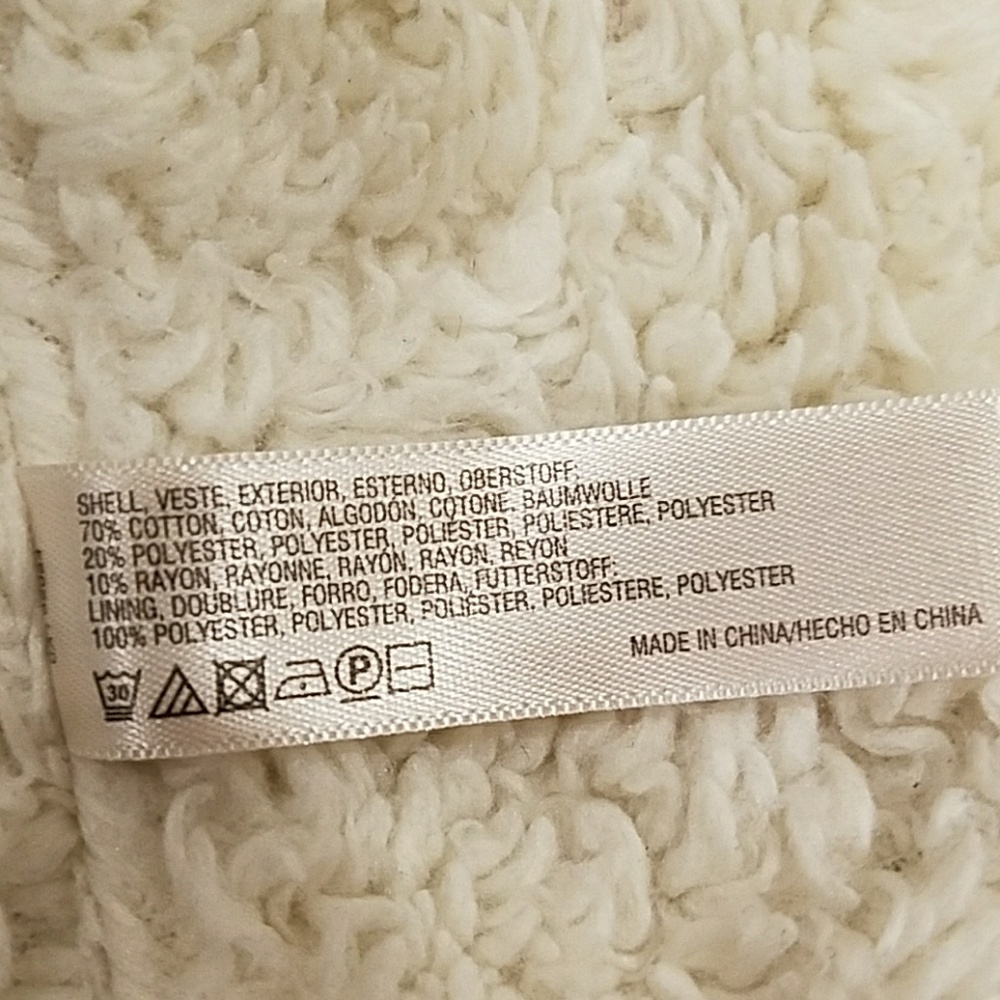 SHELL, VESTE, EXTERIOR, ESTERNO, OBERSTOFF:
70% COTTON, COTON, ALGODÓN, COTONE, BAUMWOLLE
20% POLYESTER, POLYESTER, POLIÉSTER, POLIESTERE, POLYESTER
10% RAYON, RAYONNE, RAYÓN, RAYON, REYON
LINING, DOUBLURE, FORRO, FODERA, FUTTERSTOFF:
100% POLYESTER, POLYESTER, POLIÉSTER, POLIESTERE, POLYESTER
30 P
MADE IN CHINA/HECHO EN CHINA